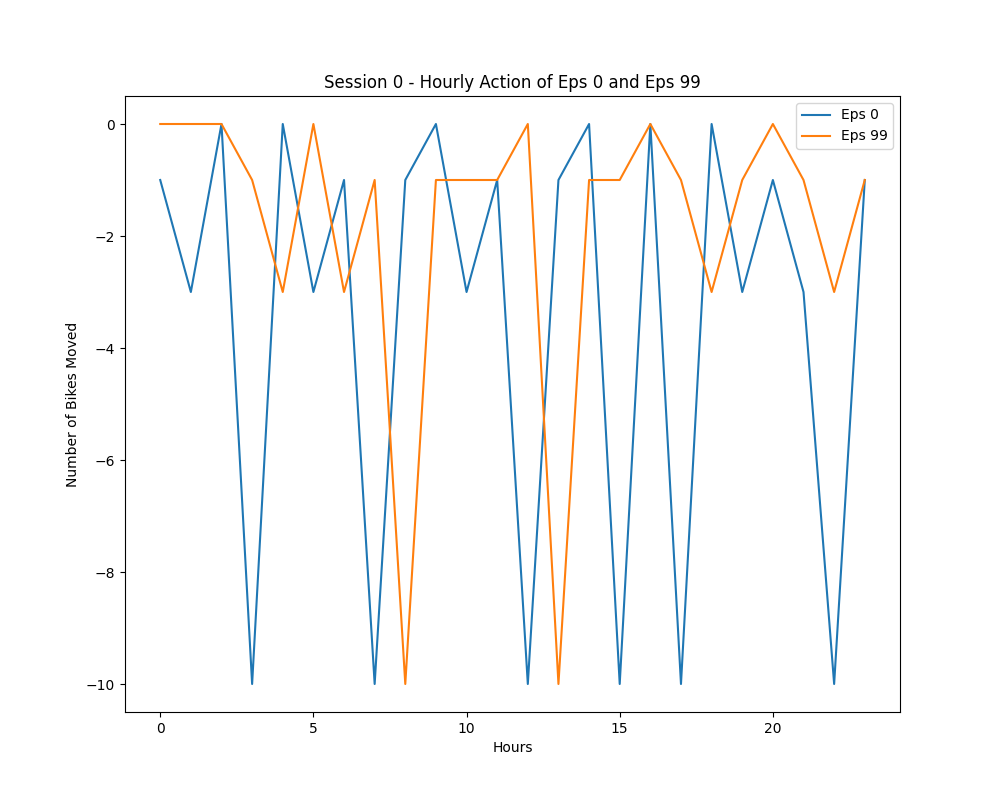 Session 0 - Hourly Action of Eps 0 and Eps 99
Eps 0
Eps 99
Number of Bikes Moved
0
−2
−4
−6
−8
−10
0 5 10 15 20
Hours